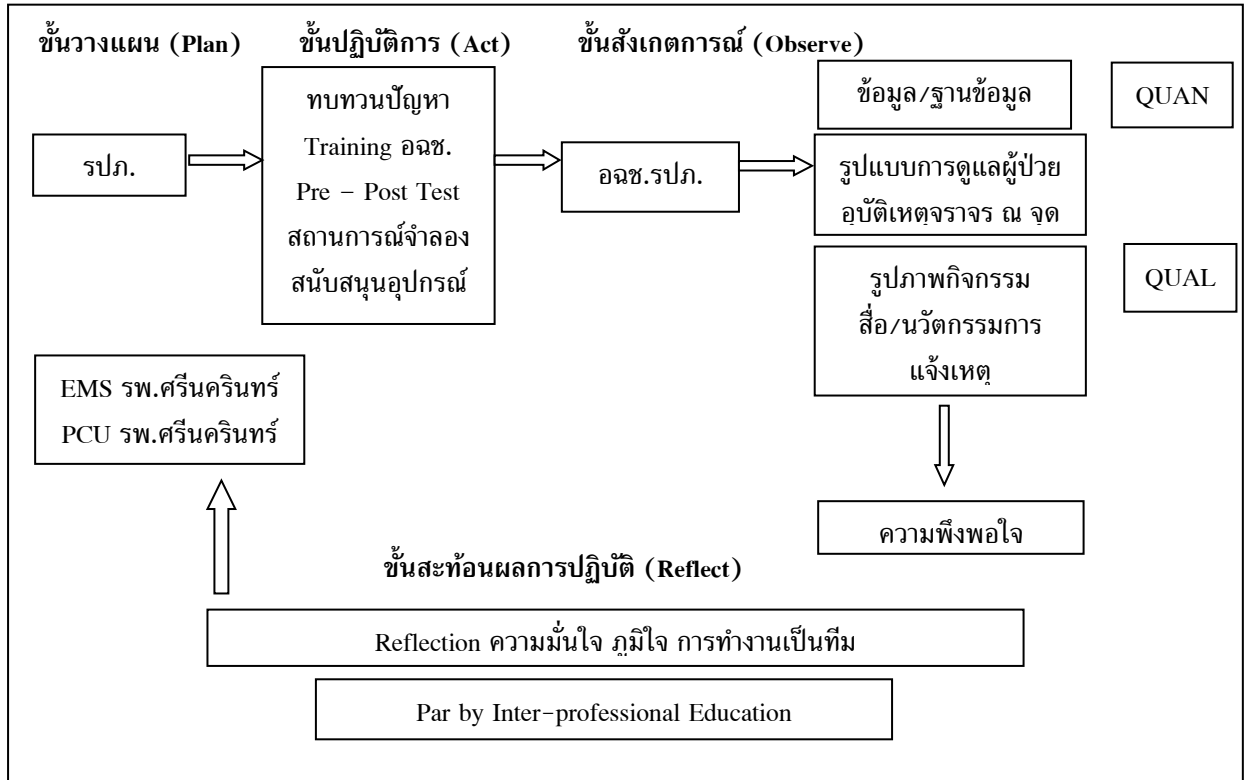 ขั้นวางแผน (Plan) ขั้นปฏิบัติการ (Act) ขั้นสังเกตการณ์ (Observe)
รปภ.
ทบทวนปัญหา
Training อฉช.
Pre – Post Test
สถานการณ์จำลอง
สนับสนุนอุปกรณ์
อฉช.รปภ.
ข้อมูล/ฐานข้อมูล
QUAN
รูปแบบการดูแลผู้ป่วย
อุบัติเหตุจราจร ณ จุด
รูปภาพกิจกรรม
สื่อ/นวัตกรรมการ
แจ้งเหตุ
QUAL
EMS รพ.ศรีนครินทร์
PCU รพ.ศรีนครินทร์
ความพึงพอใจ
ขั้นสะท้อนผลการปฏิบัติ (Reflect)
Reflection ความมั่นใจ ภูมิใจ การทำงานเป็นทีม
Par by Inter-professional Education